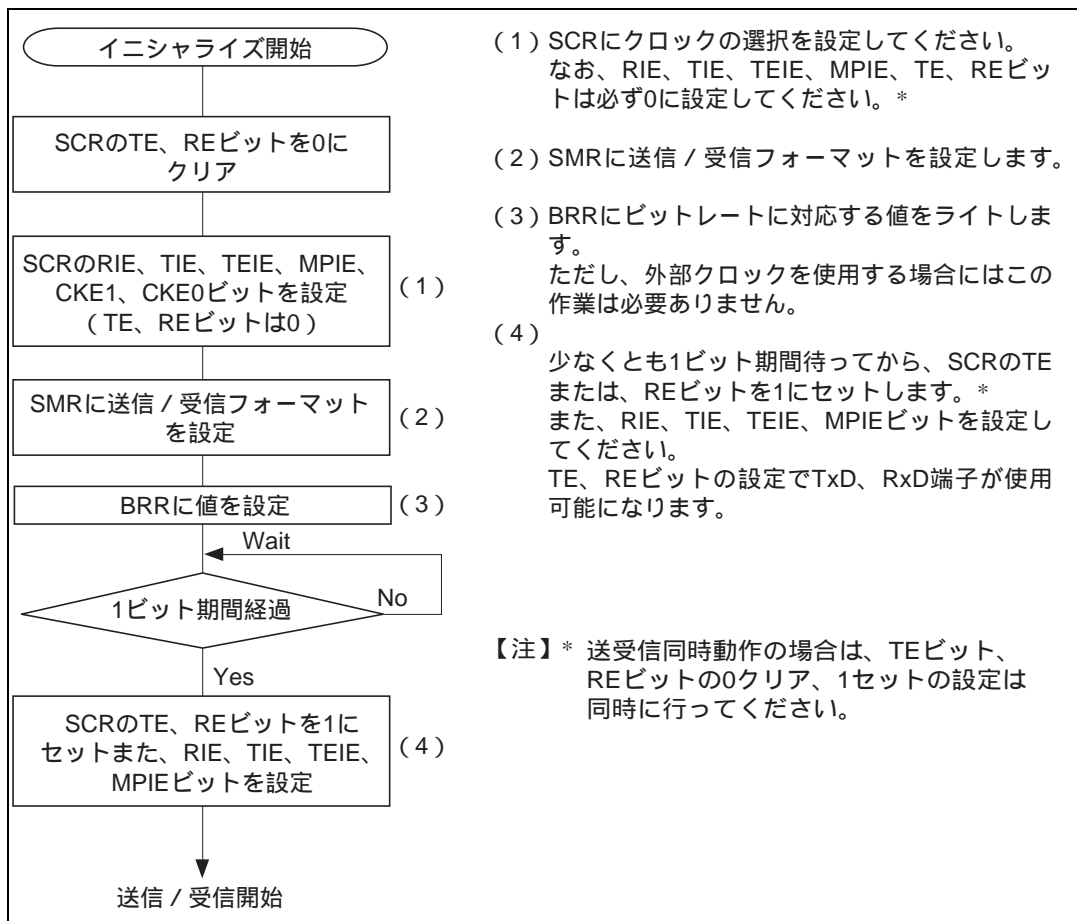 イニシャライズ開始
SCRのTE、REビットを0に
クリア
SCRのRIE、TIE、TEIE、MPIE、
CKE1、CKE0ビットを設定
（TE、REビットは0）
（1）
SMRに送信 / 受信フォーマット
を設定
（2）
BRRに値を設定
（3）
Wait
1ビット期間経過
No
Yes
SCRのTE、REビットを1に
セットまた、RIE、TIE、TEIE、
MPIEビットを設定
（4）
送信 / 受信開始
（1）SCRにクロックの選択を設定してください。
なお、RIE、TIE、TEIE、MPIE、TE、REビッ
トは必ず0に設定してください。*
（2）SMRに送信 / 受信フォーマットを設定します。
（3）BRRにビットレートに対応する値をライトしま
す。
ただし、外部クロックを使用する場合にはこの
作業は必要ありません。
（4）
少なくとも1ビット期間待ってから、SCRのTE
または、REビットを1にセットします。*
また、RIE、TIE、TEIE、MPIEビットを設定し
てください。
TE、REビットの設定でTxD、RxD端子が使用
可能になります。
【注】* 送受信同時動作の場合は、TEビット、
REビットの0クリア、1セットの設定は
同時に行ってください。